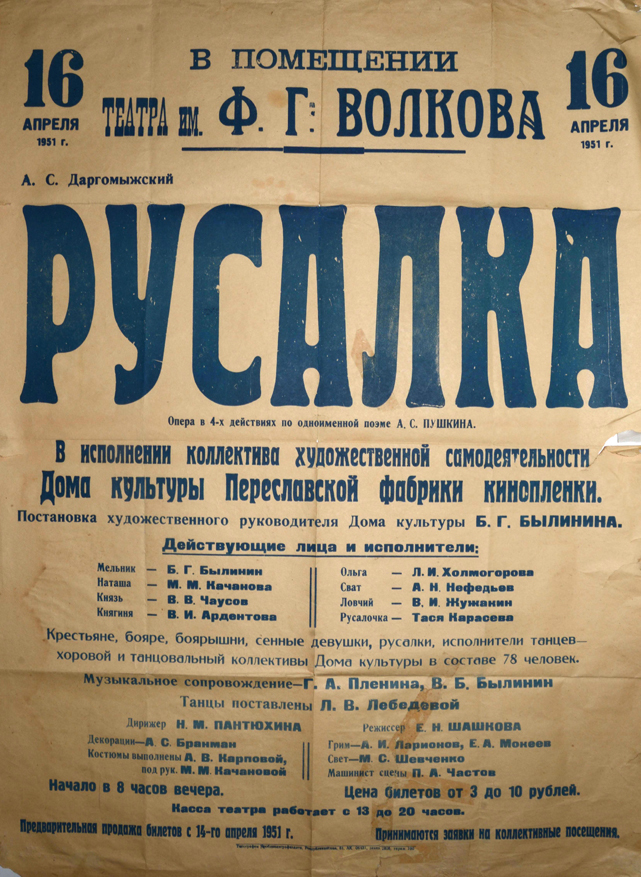 16 АПРЕЛЯ 1951 г.
В ПОМЕЩЕНИИ
ТЕАТРА им. Ф. Г. ВОЛКОВА
16 АПРЕЛЯ 1951 г.
А. С. Даргомыжский
РУСАЛКА
Опера в 4-х действиях по одноименной поэме А. С. ПУШКИНА.
В исполнении коллектива художественной самодеятельности
Дома культуры Переславской фабрики кинопленки.
Постановка художественного руководителя Дома культуры Б. Г. БЫЛИНИНА.
Действующие лица и исполнители:
Мельник — Б. Г. Былинин
Наташа — М. М. Качанова
Князь — В. В. Чаусов
Княгиня — В. И. Ардентова
Ольга — Л. И. Холмогорова
Сват — А. Н. Нефедьев
Ловчий — В. И. Жужанин
Русалочка — Тася Карасева
Крестьяне, бояре, боярышни, сенные девушки, русалки, исполнители танцев—
хоровой и танцовальный коллективы Дома культуры в составе 78 человек.
Музыкальное сопровождение—Г. А. Пленина, В. Б. Былинин
Танцы поставлены Л. В. Лебедевой
Дирижер Н. М. ПАНТЮХИНА
Режиссер Е. Н. ШАШКОВА
Декорации—А. С. Бранман
Костюмы выполнены А. В. Карповой,
под рук. М. М. Качановой
Грим—А. И. Ларионов, Е. А. Мокеев
Свет—М. С. Шевченко
Машинист сцены П. А. Частов
Начало в 8 часов вечера.
Цена билетов от 3 до 10 рублей.
Касса театра работает с 13 до 20 часов.
Предварительная продажа билетов с 14-го апреля 1951 г.
Принимаются заявки на коллективные посещения.